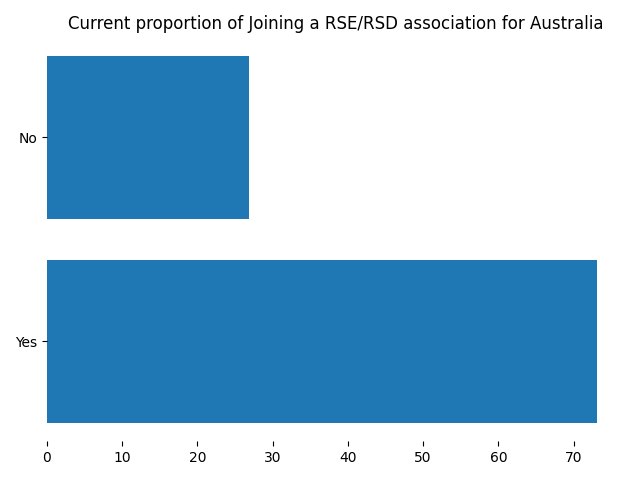 Current proportion of Joining a RSE/RSD association for Australia
No
Yes
0 10 20 30 40 50 60 70